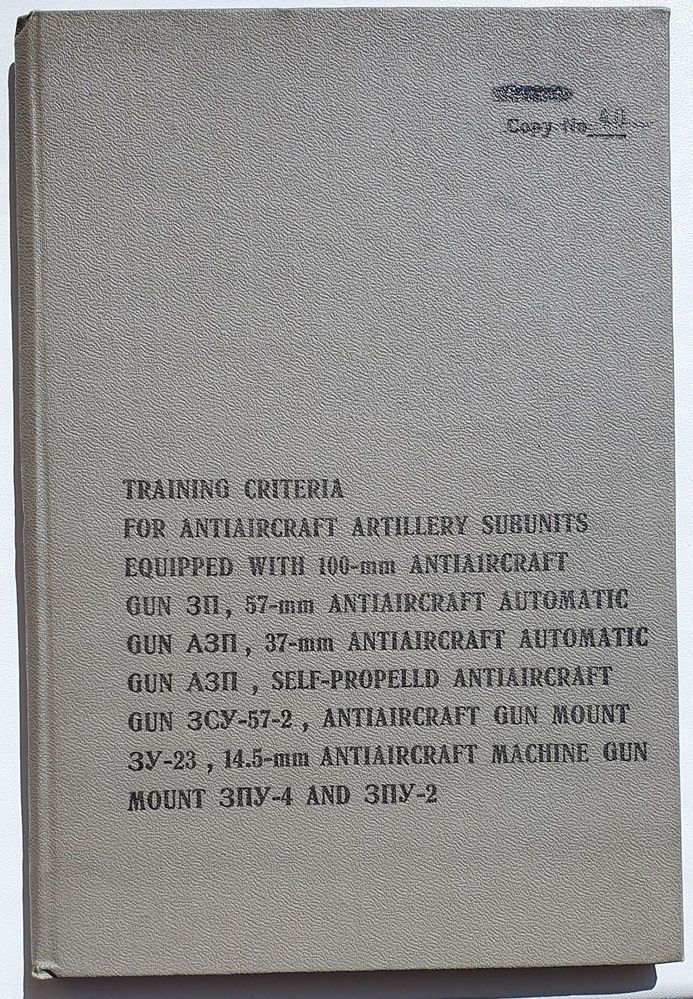 Copy No 40
TRAINING CRITERIA
FOR ANTIAIRCRAFT ARTILLERY SUBUNITS
EQUIPPED WITH 100-mm ANTIAIRCRAFT
GUN ЗП, 57-mm ANTIAIRCRAFT AUTOMATIC
GUN АЗП, 37-mm ANTIAIRCRAFT AUTOMATIC
GUN АЗП , SELF-PROPELLD ANTIAIRCRAFT
GUN ЗСУ-57-2 , ANTIAIRCRAFT GUN MOUNT
ЗУ-23 , 14.5-mm ANTIAIRCRAFT MACHINE GUN
MOUNT ЗПУ-4 AND ЗПУ-2